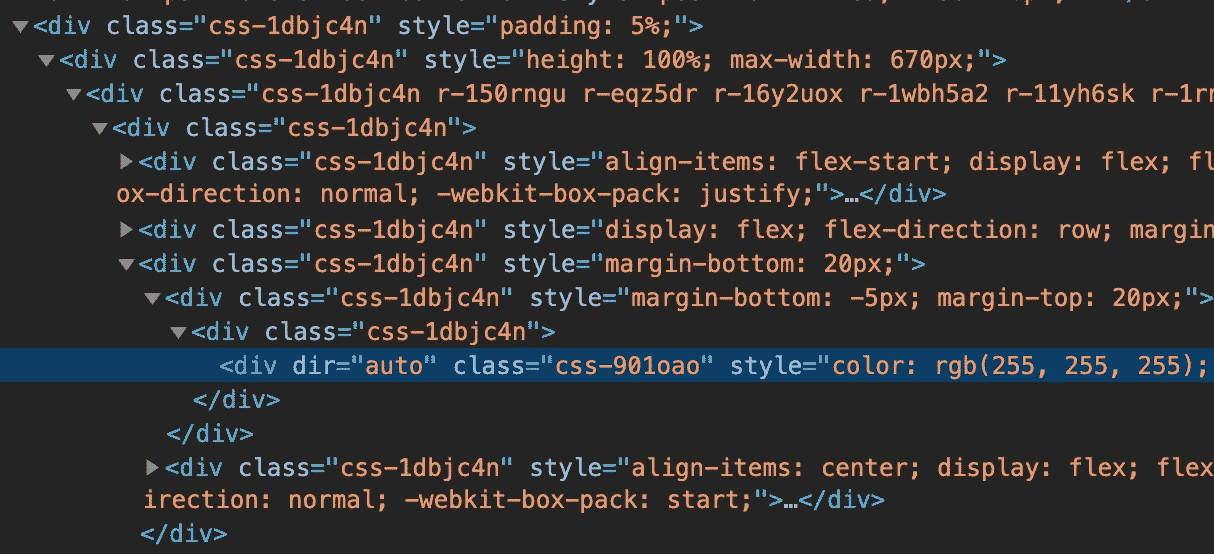 <div class="css-1dbjc4n" style="padding: 5%;">
<div class="css-1dbjc4n" style="height: 100%; max-width: 670px;">
<div class="css-1dbjc4n r-150rngu r-eqz5dr r-16y2uox r-1wbh5a2 r-11yh6sk r-1rn
<div class="css-1dbjc4n">
<div class="css-1dbjc4n" style="align-items: flex-start; display: flex; fl
ox-direction: normal; -webkit-box-pack: justify;">…</div>
<div class="css-1dbjc4n" style="display: flex; flex-direction: row; margin
<div class="css-1dbjc4n" style="margin-bottom: 20px;">
<div class="css-1dbjc4n" style="margin-bottom: -5px; margin-top: 20px;">
<div class="css-1dbjc4n">
<div dir="auto" class="css-901oao" style="color: rgb(255, 255, 255);
</div>
</div>
<div class="css-1dbjc4n" style="align-items: center; display: flex; flex
irection: normal; -webkit-box-pack: start;">…</div>
</div>